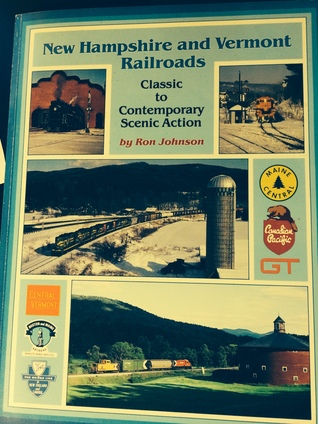 New Hampshire and Vermont
Railroads
Classic
to
Contemporary
Scenic Action
by Ron Johnson
MAINE
CENTRAL
Canadian
Pacific
GT
CENTRAL
VERMONT